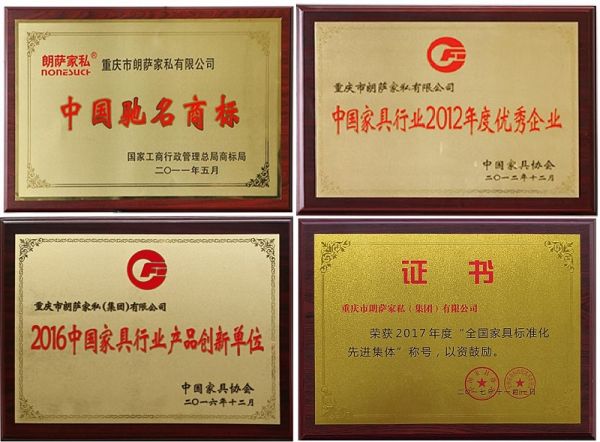 朗萨家私®
NONESUCH
重庆市朗萨家私有限公司
中国驰名商标
国家工商行政管理总局商标局
二〇一一年五月
重庆市朗萨家私有限公司
中国家具行业2012年度优秀企业
中国家具协会
二〇一二年十二月
重庆市朗萨家私(集团)有限公司
2016中国家具行业产品创新单位
中国家具协会
二〇一六年十二月
证书
重庆市朗萨家私(集团)有限公司
荣获2017年度“全国家具标准化
先进集体”称号，以资鼓励。